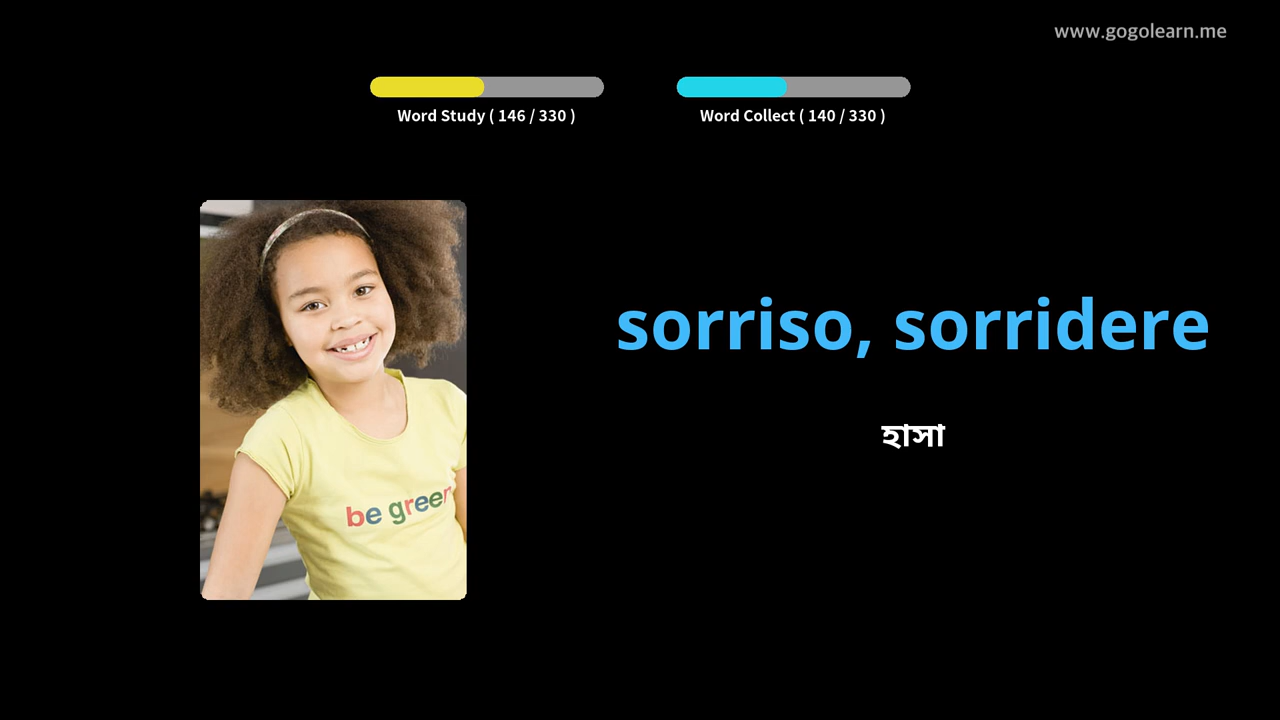 www.gogolearn.me
Word Study ( 146 / 330 )
Word Collect ( 140 / 330 )
sorriso, sorridere
হাসা
be green